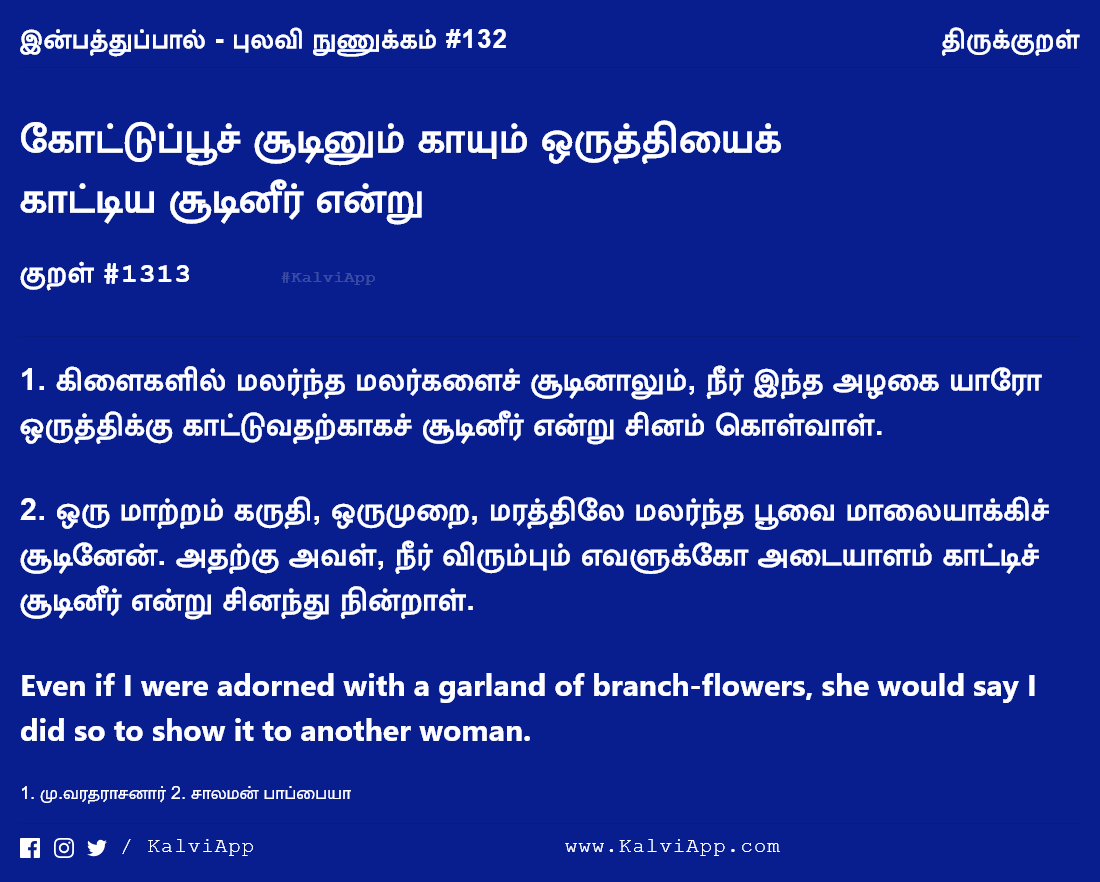 இன்பத்துப்பால் - புலவி நுணுக்கம் #132
திருக்குறள்
கோட்டுப்பூச் சூடினும் காயும் ஒருத்தியைக்
காட்டிய சூடினீர் என்று
குறள் #1313
#KalviApp
1. கிளைகளில் மலர்ந்த மலர்களைச் சூடினாலும், நீர் இந்த அழகை யாரோ
ஒருத்திக்கு காட்டுவதற்காகச் சூடினீர் என்று சினம் கொள்வாள்.
2. ஒரு மாற்றம் கருதி, ஒருமுறை, மரத்திலே மலர்ந்த பூவை மாலையாக்கிச்
சூடினேன். அதற்கு அவள், நீர் விரும்பும் எவளுக்கோ அடையாளம் காட்டிச்
சூடினீர் என்று சினந்து நின்றாள்.
Even if I were adorned with a garland of branch-flowers, she would say I
did so to show it to another woman.
1. மு.வரதராசனார் 2. சாலமன் பாப்பையா
/ KalviApp
www.KalviApp.com